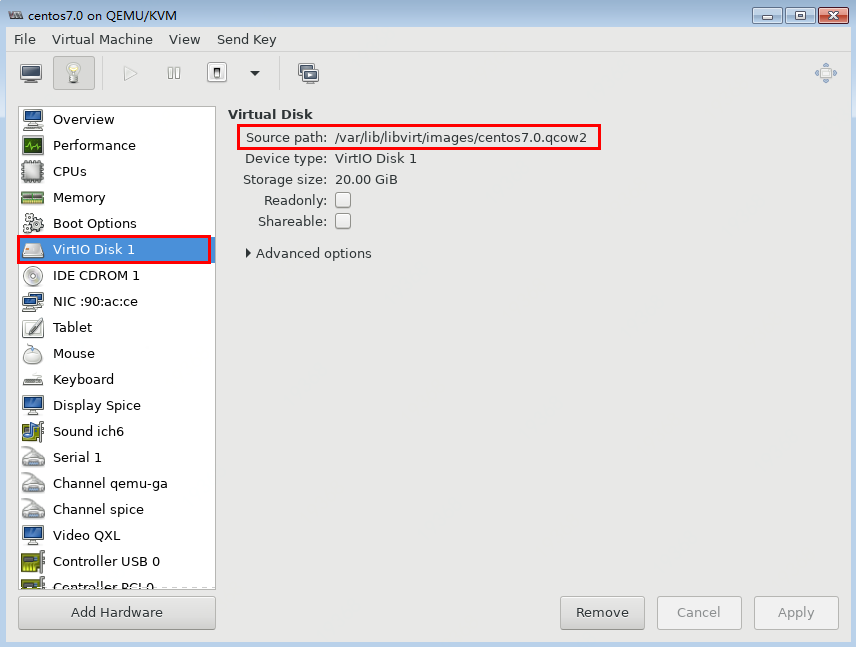 centos7.0 on QEMU/KVM
File Virtual Machine View Send Key
Overview
Performance
CPUs
Memory
Boot Options
VirtIO Disk 1
IDE CDROM 1
NIC :90:ac:ce
Tablet
Mouse
Keyboard
Display Spice
Sound ich6
Serial 1
Channel qemu-ga
Channel spice
Video QXL
Controller USB 0
Controller PCI 0
Add Hardware
Virtual Disk
Source path: /var/lib/libvirt/images/centos7.0.qcow2
Device type: VirtIO Disk 1
Storage size: 20.00 GiB
Readonly:
Shareable:
Advanced options
Remove Cancel Apply